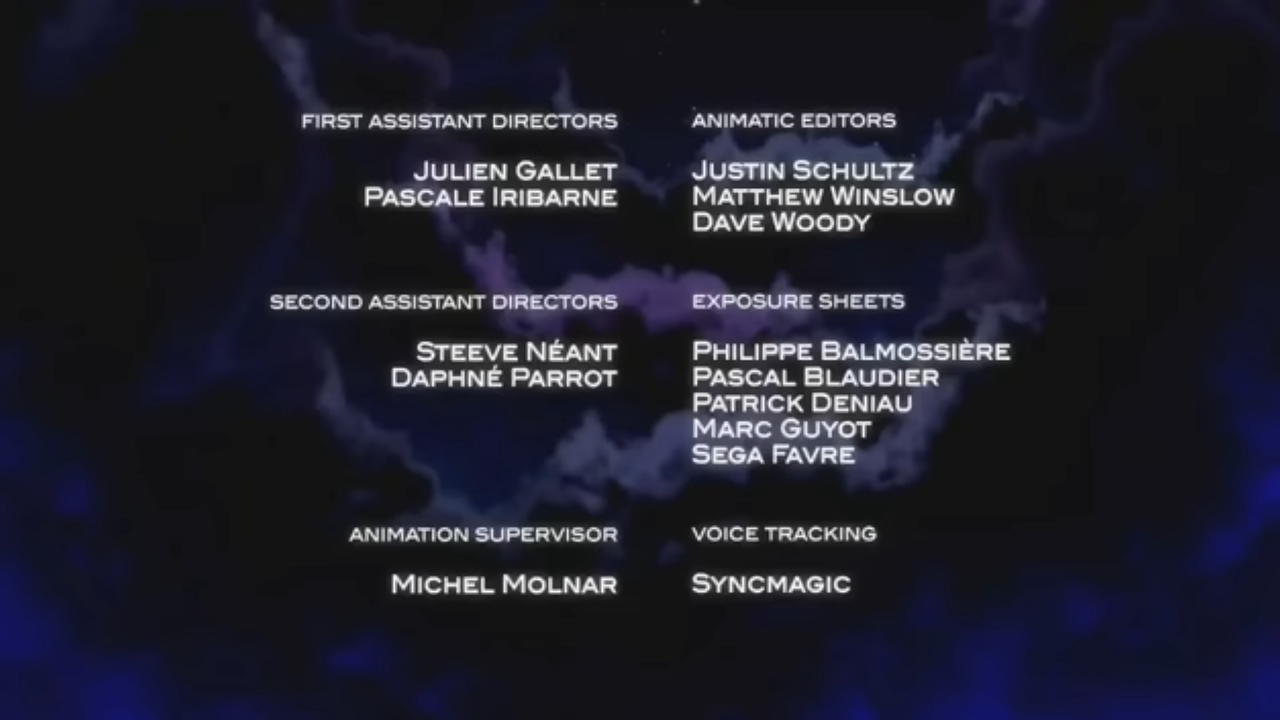 FIRST ASSISTANT DIRECTORS
JULIEN GALLET
PASCALE IRIBARNE
SECOND ASSISTANT DIRECTORS
STEEVE NÉANT
DAPHNÉ PARROT
ANIMATION SUPERVISOR
MICHEL MOLNAR
ANIMATIC EDITORS
JUSTIN SCHULTZ
MATTHEW WINSLOW
DAVE WOODY
EXPOSURE SHEETS
PHILIPPE BALMOSSIÈRE
PASCAL BLAUDIER
PATRICK DENIAU
MARC GUYOT
SEGA FAVRE
VOICE TRACKING
SYNCMAGIC